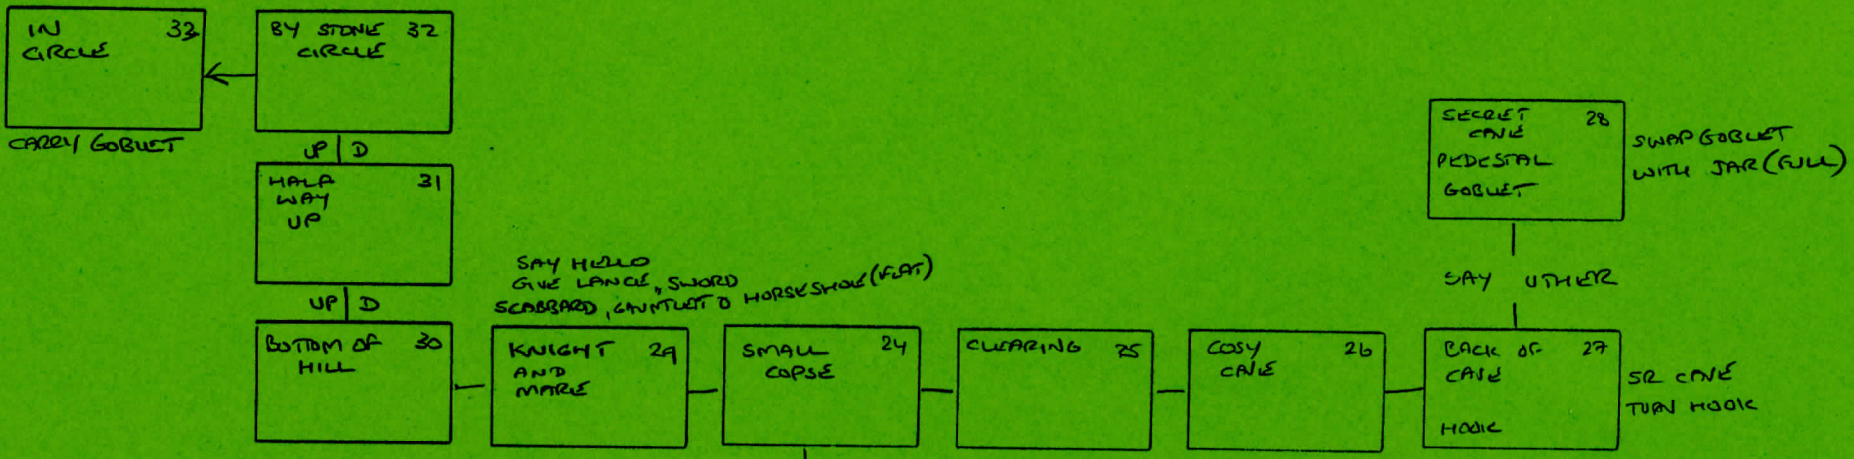 IN 33
CIRCLE
CARRY GOBLET
BY STONE 32
CIRCLE
UP D
HALF 31
WAY
UP
UP D
BOTTOM OF 30
HILL
SAY HELLO
GIVE LANCE, SWORD
SCABBARD, GAUNTLET & HORSESHOE (FLAT)
KNIGHT 29
AND
MARE
SMALL 24
COPSE
CLEARING 25
COSY 26
CAVE
SECRET 28
CAVE
PEDESTAL
GOBLET
SWAP GOBLET
WITH JAR (FULL)
SAY UTHER
BACK OF 27
CAVE
HOOK
SR CAVE
TURN HOOK